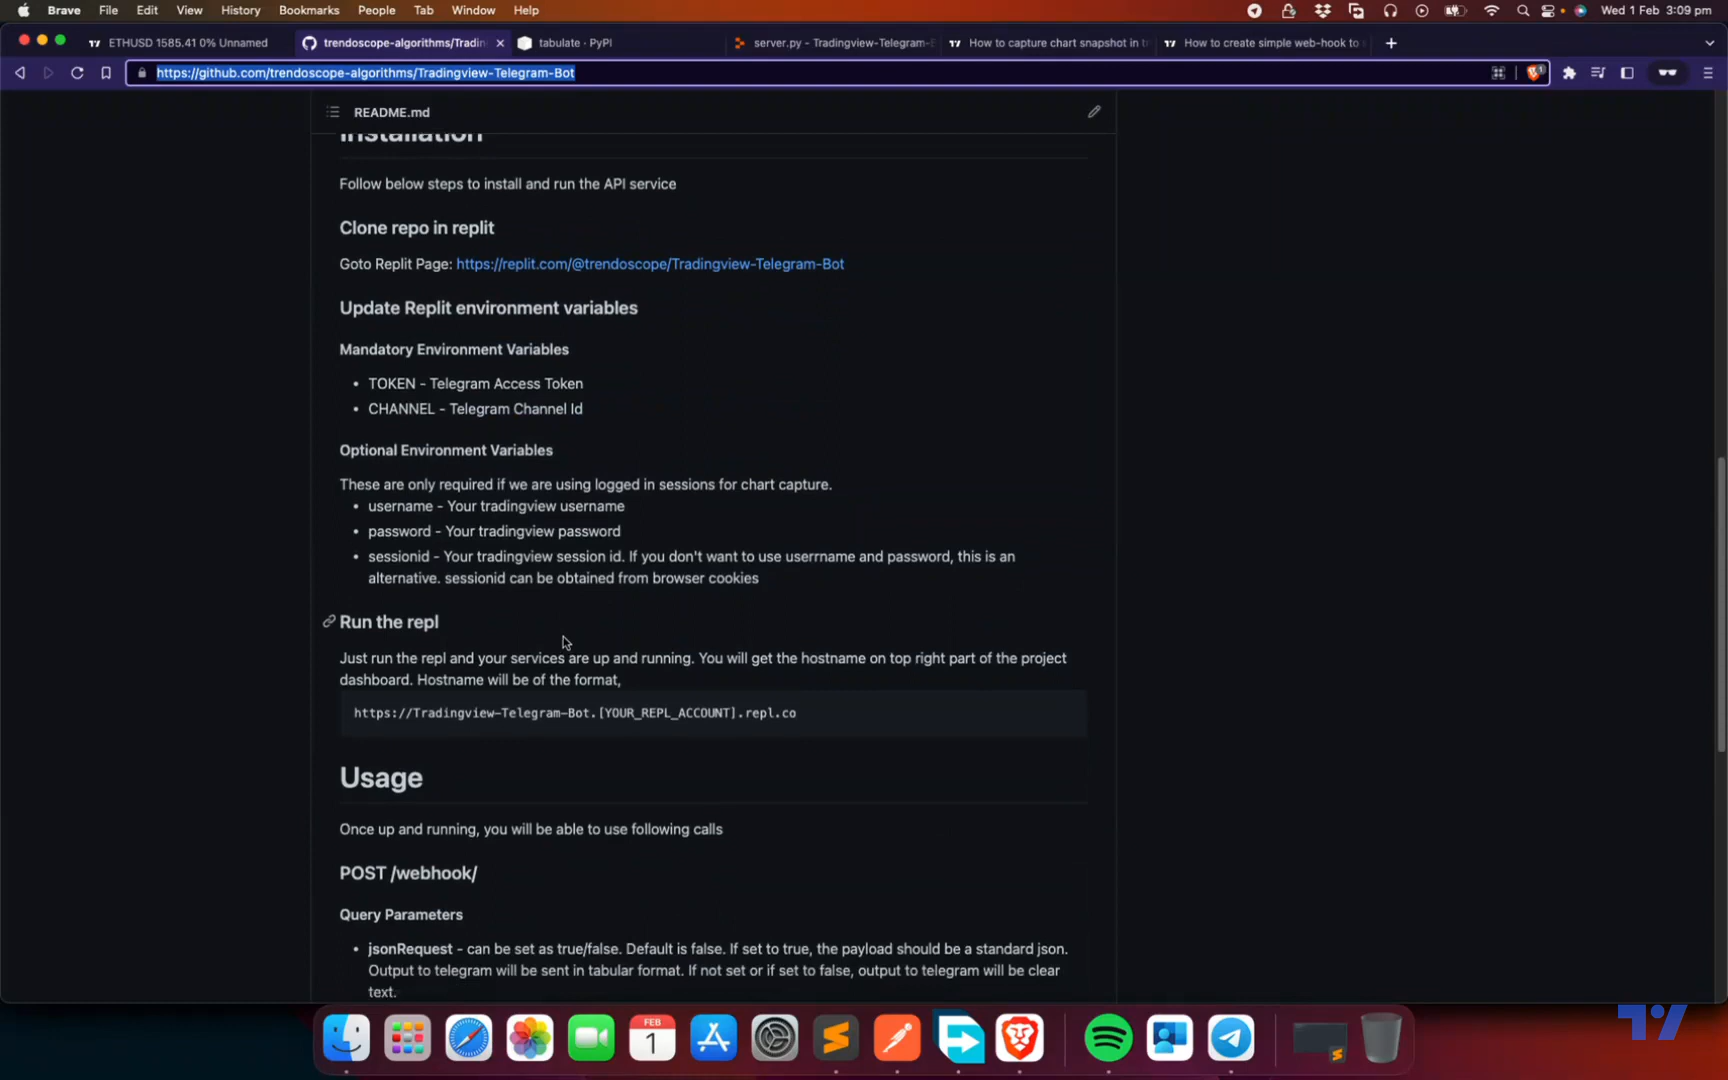 Brave File Edit View History Bookmarks People Tab Window Help Wed 1 Feb 3:09 pm
ETHUSD 1585.41 0% Unnamed trendoscope-algorithms/Tradin tabulate · PyPI server.py - Tradingview-Telegram- How to capture chart snapshot in t How to create simple web-hook to
https://github.com/trendoscope-algorithms/Tradingview-Telegram-Bot
README.md
Installation
Follow below steps to install and run the API service
Clone repo in replit
Goto Replit Page: https://replit.com/@trendoscope/Tradingview-Telegram-Bot
Update Replit environment variables
Mandatory Environment Variables
• TOKEN - Telegram Access Token
• CHANNEL - Telegram Channel Id
Optional Environment Variables
These are only required if we are using logged in sessions for chart capture.
• username - Your tradingview username
• password - Your tradingview password
• sessionid - Your tradingview session id. If you don't want to use userrname and password, this is an
alternative. sessionid can be obtained from browser cookies
Run the repl
Just run the repl and your services are up and running. You will get the hostname on top right part of the project
dashboard. Hostname will be of the format,
https://Tradingview-Telegram-Bot.[YOUR_REPL_ACCOUNT].repl.co
Usage
Once up and running, you will be able to use following calls
POST /webhook/
Query Parameters
• jsonRequest - can be set as true/false. Default is false. If set to true, the payload should be a standard json.
Output to telegram will be sent in tabular format. If not set or if set to false, output to telegram will be clear
text.
FEB
1